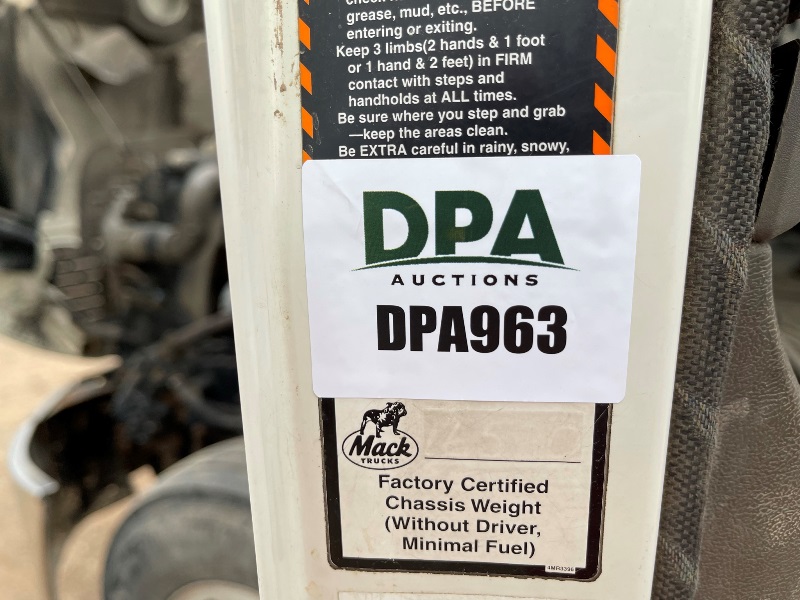 grease, mud, etc., BEFORE
entering or exiting.
Keep 3 limbs(2 hands & 1 foot
or 1 hand & 2 feet) in FIRM
contact with steps and
handholds at ALL times.
Be sure where you step and grab
—keep the areas clean.
Be EXTRA careful in rainy, snowy,
DPA
AUCTIONS
DPA963
Mack
TRUCKS
Factory Certified
Chassis Weight
(Without Driver,
Minimal Fuel)